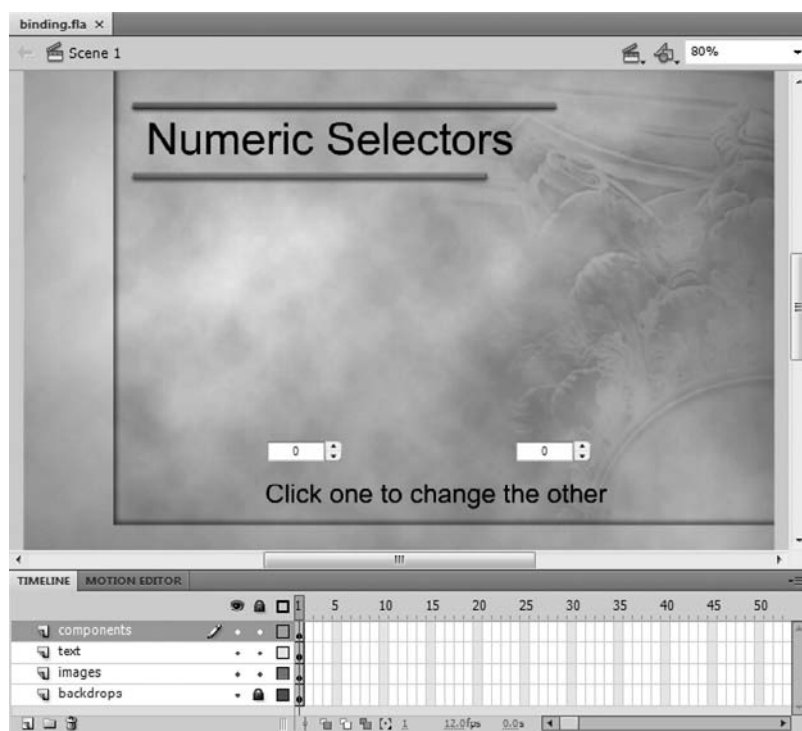 binding.fla ×
Scene 1
80%
Numeric Selectors
0
0
Click one to change the other
TIMELINE MOTION EDITOR
1 5 10 15 20 25 30 35 40 45 50
components
text
images
backdrops
1 12.0fps 0.0s